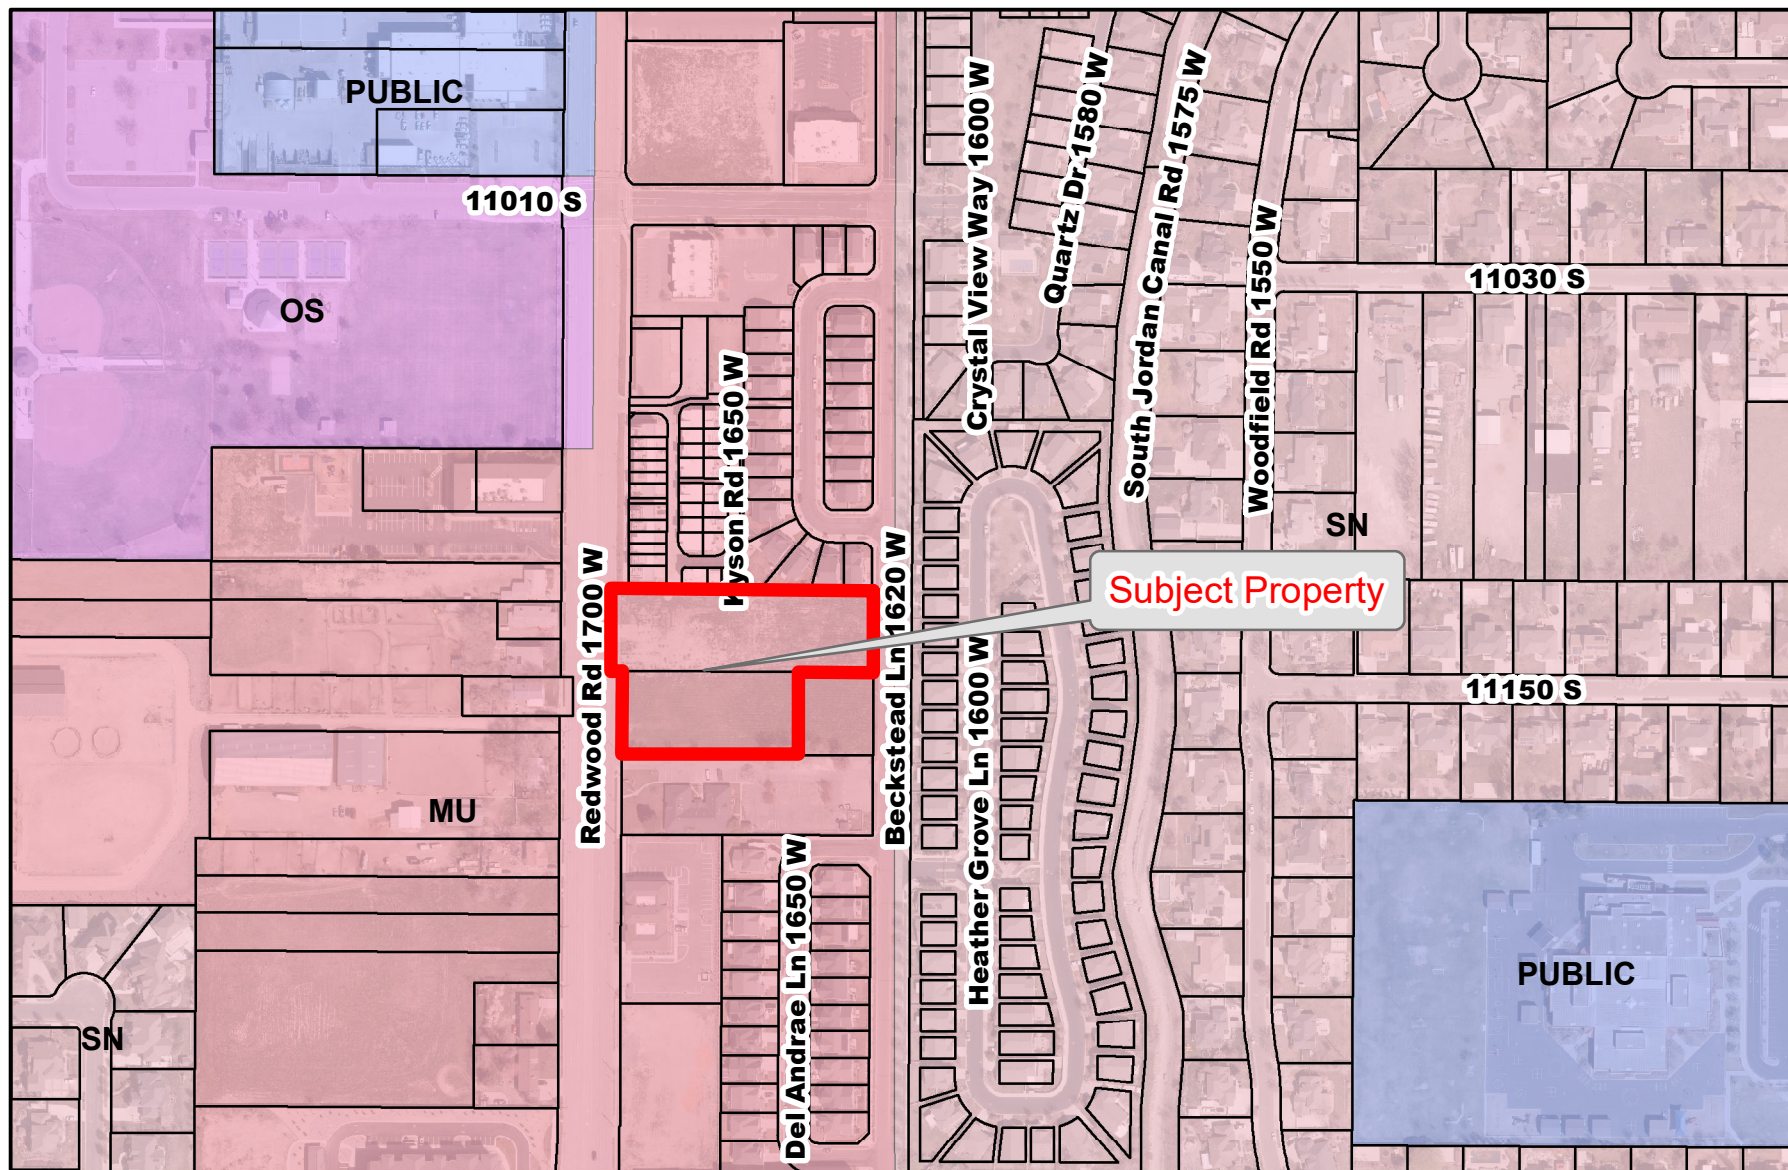 PUBLIC
11010 S
OS
Crystal View Way 1600 W
Quartz Dr 1580 W
South Jordan Canal Rd 1575 W
Woodfield Rd 1550 W
11030 S
SN
1650 W
Redwood Rd 1700 W
Beckstead Ln 1620 W
Subject Property
Heather Grove Ln 1600 W
11150 S
MU
Del Andrae Ln 1650 W
SN
PUBLIC